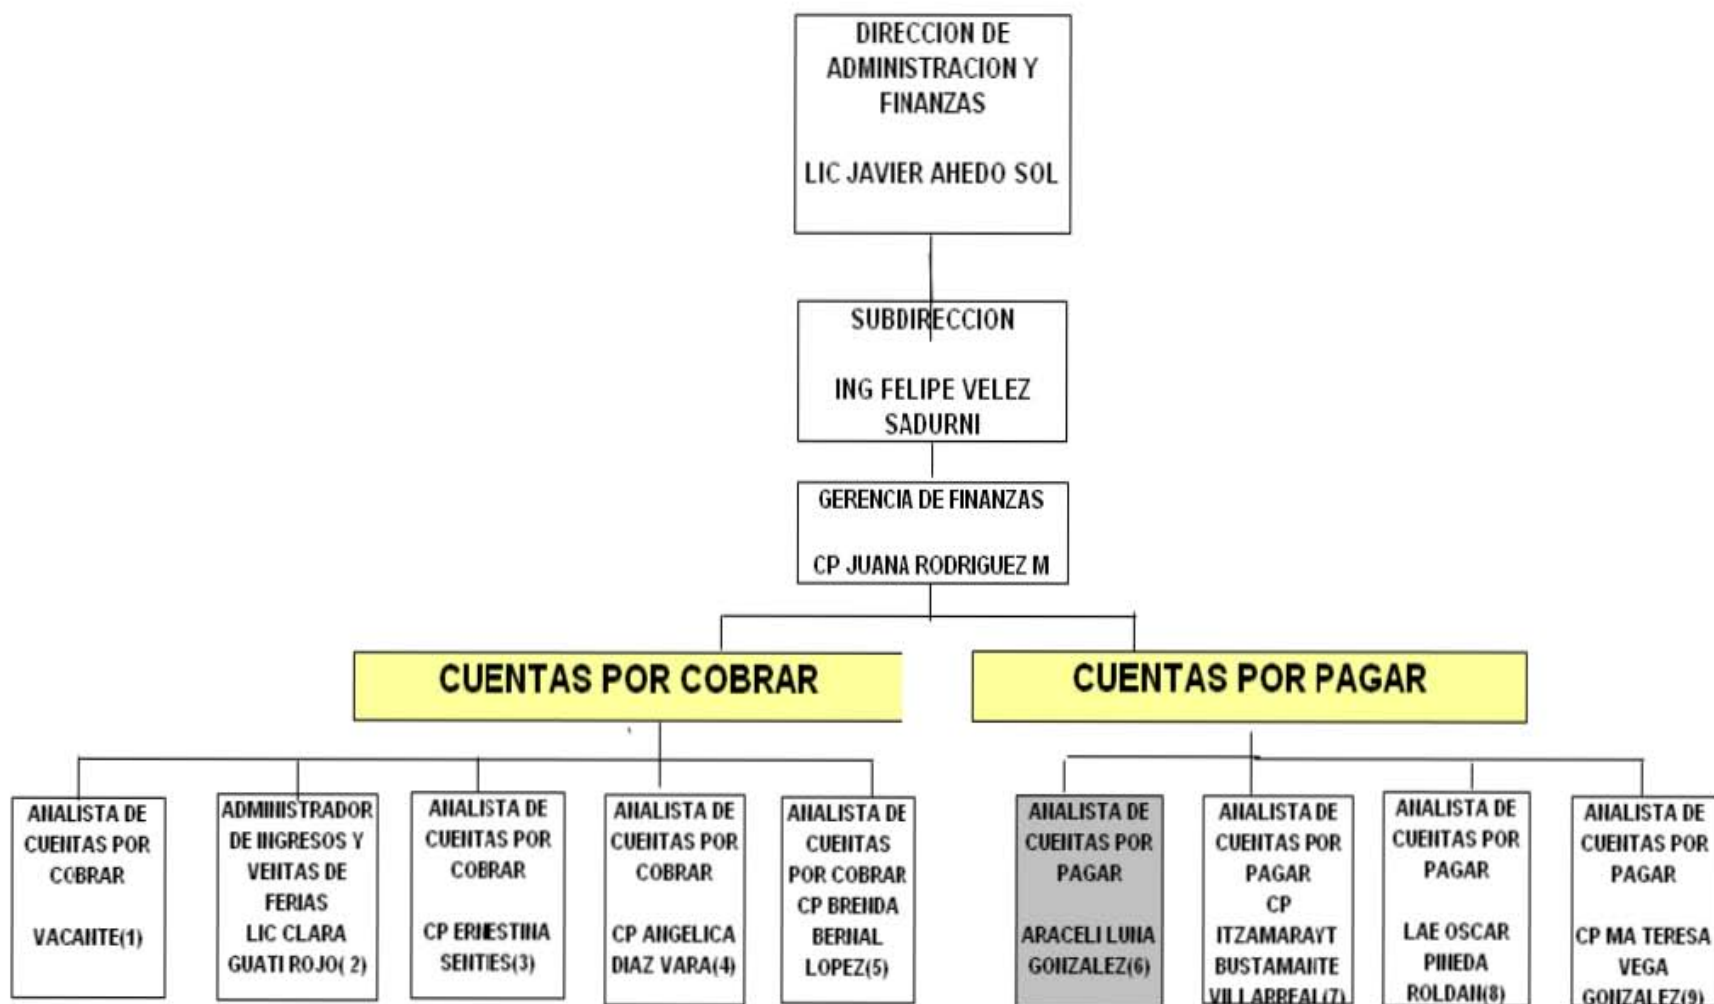 DIRECCION DE
ADMINISTRACION Y
FINANZAS
LIC JAVIER AHEDO SOL
SUBDIRECCION
ING FELIPE VELEZ
SADURNI
GERENCIA DE FINANZAS
CP JUANA RODRIGUEZ M
CUENTAS POR COBRAR
CUENTAS POR PAGAR
ANALISTA DE
CUENTAS POR
COBRAR
VACANTE(1)
ADMINISTRADOR
DE INGRESOS Y
VENTAS DE
FERIAS
LIC CLARA
GUATI ROJO( 2)
ANALISTA DE
CUENTAS POR
COBRAR
CP ERNESTINA
SENTIES(3)
ANALISTA DE
CUENTAS POR
COBRAR
CP ANGELICA
DIAZ VARA(4)
ANALISTA DE
CUENTAS
POR COBRAR
CP BRENDA
BERNAL
LOPEZ(5)
ANALISTA DE
CUENTAS POR
PAGAR
ARACELI LUNA
GONZALEZ(6)
ANALISTA DE
CUENTAS POR
PAGAR
CP
ITZAMARAYT
BUSTAMANTE
VILLARREAL(7)
ANALISTA DE
CUENTAS POR
PAGAR
LAE OSCAR
PINEDA
ROLDAN(8)
ANALISTA DE
CUENTAS POR
PAGAR
CP MA TERESA
VEGA
GONZALEZ(9)